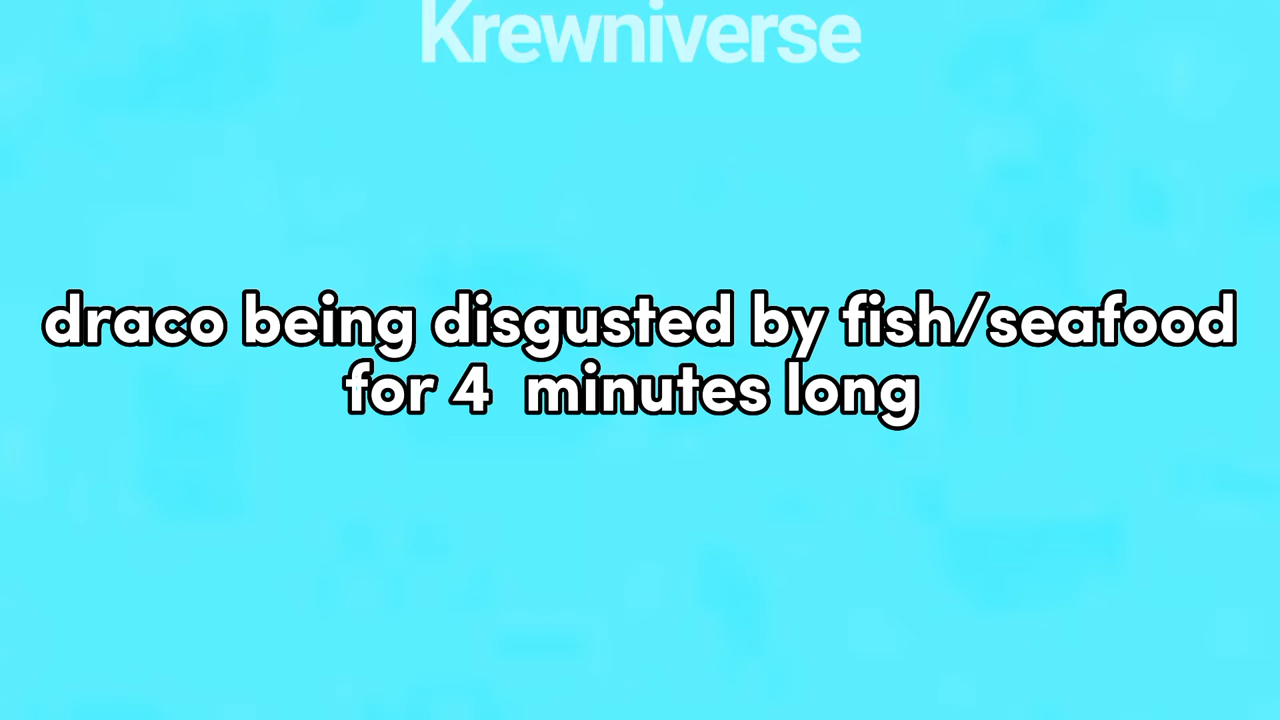 Krewniverse
draco being disgusted by fish/seafood
for 4  minutes long